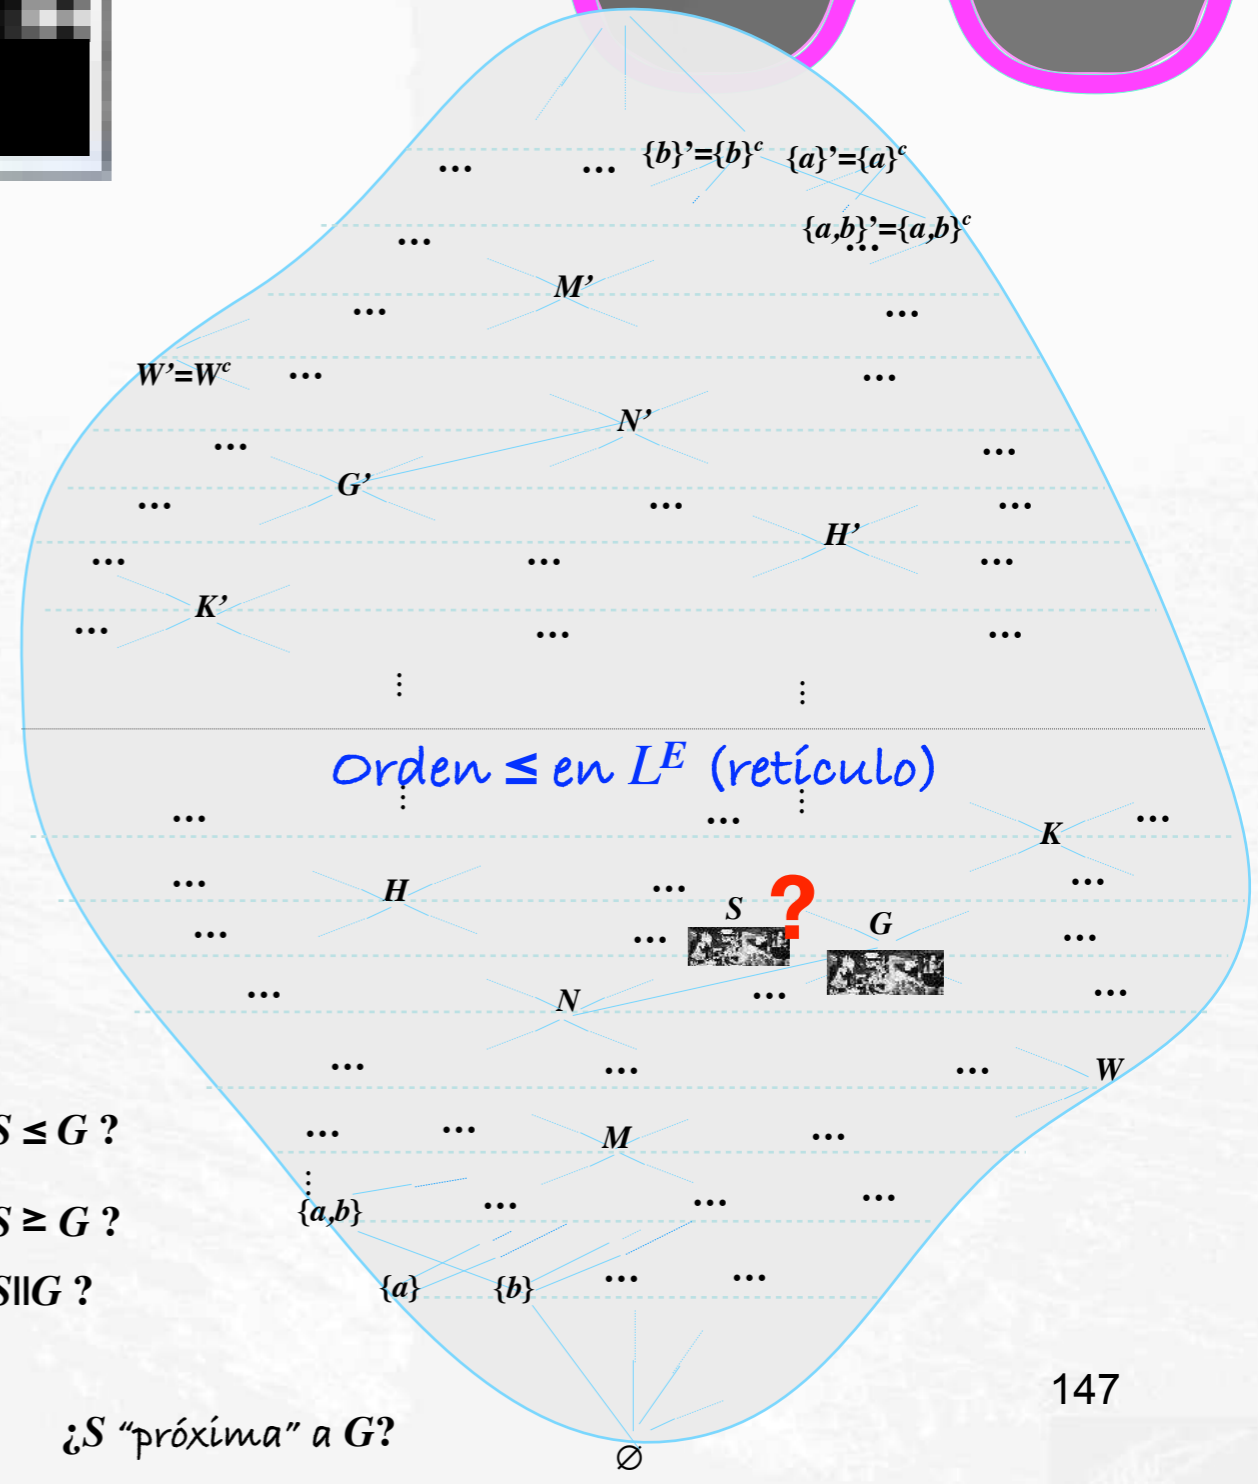 ... ... {b}’={b}ᶜ {a}’={a}ᶜ
... {a,b}’={a,b}ᶜ
...
M’
... ...
W’=Wᶜ ... ...
N’
... ...
G’
... ... ...
H’
... ... ...
K’
... ... ...
⋮ ⋮
Orden ≤ en Lᴱ (retículo)
⋮ ⋮
... ... K ...
... H ... ...
S ? G
... ... ...
... N ... ...
... ... ... W
S ≤ G ?
... ... M ...
⋮
{a,b} ... ... ...
S ≥ G ?
{a} {b} ... ...
S||G ?
147
¿S “próxima” a G?
∅